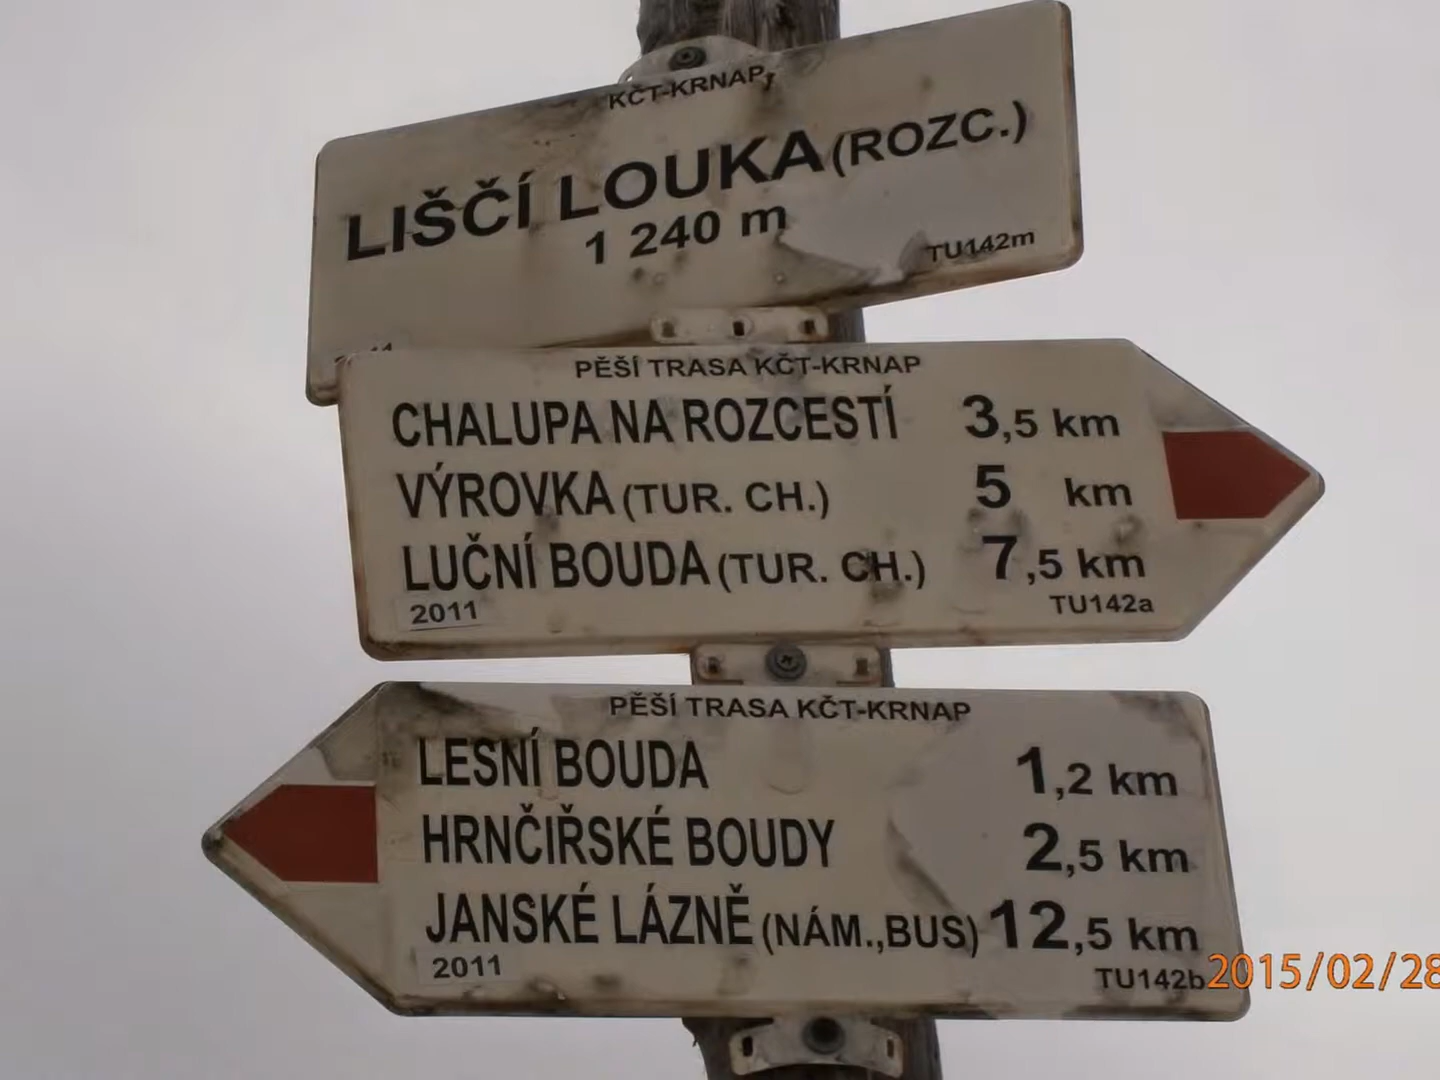 KČT-KRNAP
LIŠČÍ LOUKA (ROZC.)
1 240 m
TU142m
PĚŠÍ TRASA KČT-KRNAP
CHALUPA NA ROZCESTÍ 3,5 km
VÝROVKA (TUR. CH.) 5 km
LUČNÍ BOUDA (TUR. CH.) 7,5 km
2011 TU142a
PĚŠÍ TRASA KČT-KRNAP
LESNÍ BOUDA 1,2 km
HRNČIŘSKÉ BOUDY 2,5 km
JANSKÉ LÁZNĚ (NÁM.,BUS) 12,5 km
2011 TU142b
2015/02/28